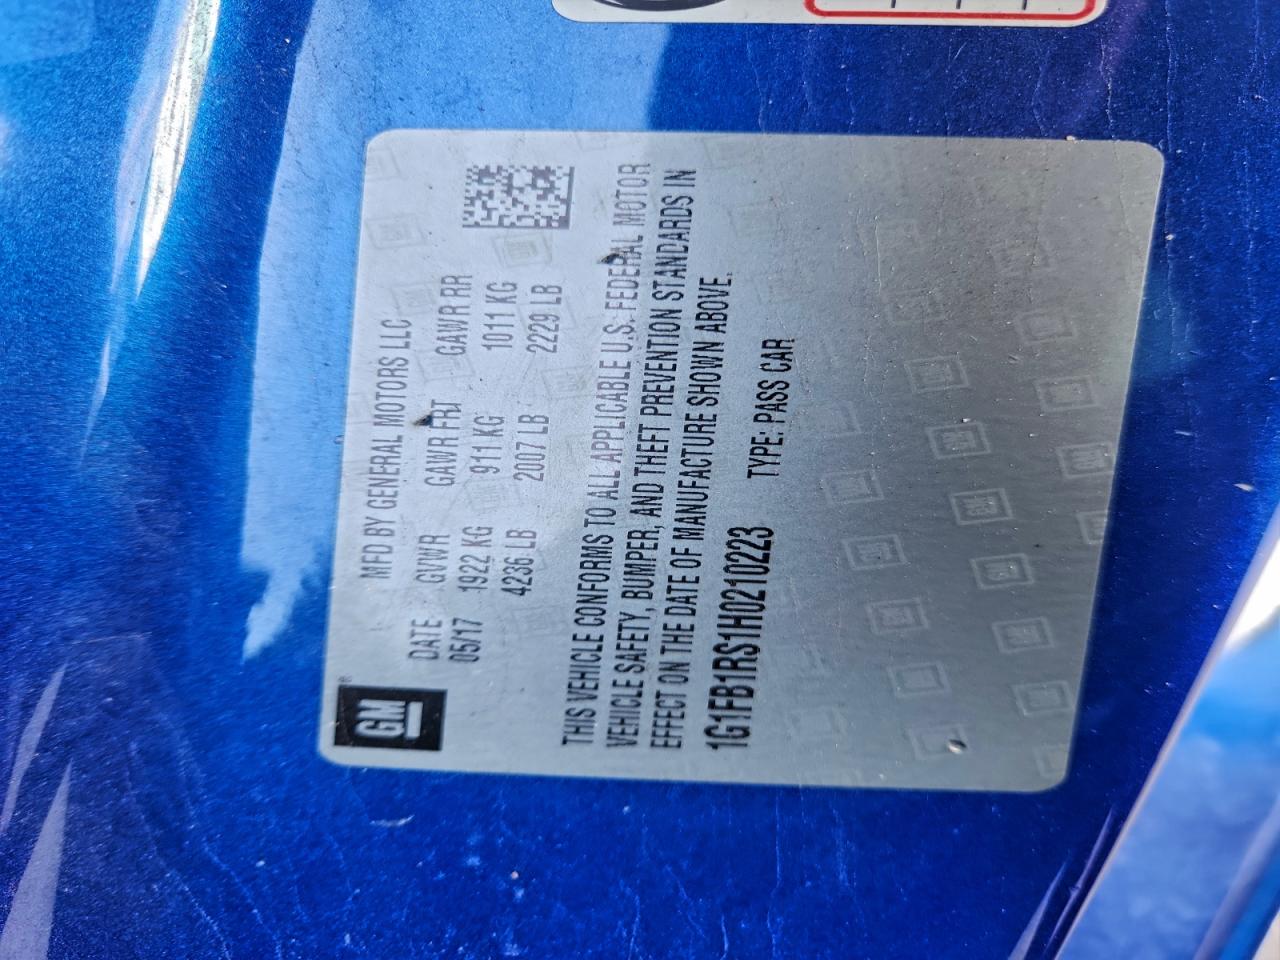 GM
MFD BY GENERAL MOTORS LLC
DATE GVWR GAWR FRT GAWR RR
05/17 1922 KG 911 KG 1011 KG
4236 LB 2007 LB 2229 LB
THIS VEHICLE CONFORMS TO ALL APPLICABLE U.S. FEDERAL MOTOR
VEHICLE SAFETY, BUMPER, AND THEFT PREVENTION STANDARDS IN
EFFECT ON THE DATE OF MANUFACTURE SHOWN ABOVE.
1G1FB1RS1H0210223 TYPE: PASS CAR